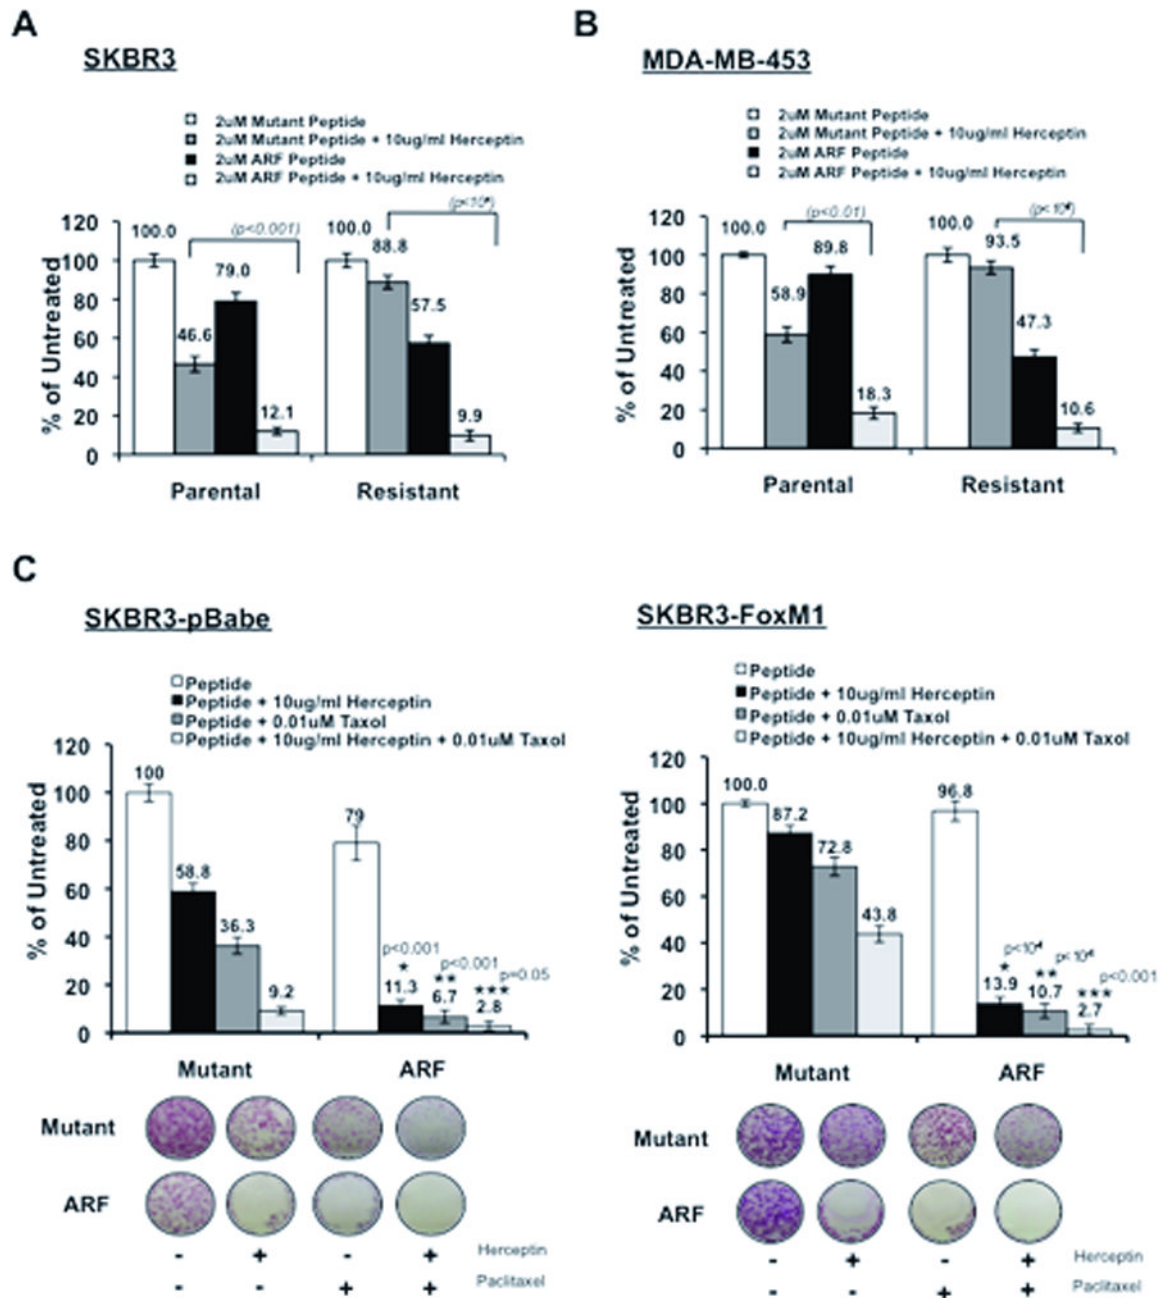 A
SKBR3
2uM Mutant Peptide
2uM Mutant Peptide + 10ug/ml Herceptin
2uM ARF Peptide
2uM ARF Peptide + 10ug/ml Herceptin
% of Untreated
120
100
80
60
40
20
0
100.0
46.6
79.0
12.1
(p<0.001)
100.0
88.8
57.5
9.9
Parental
Resistant
B
MDA-MB-453
2uM Mutant Peptide
2uM Mutant Peptide + 10ug/ml Herceptin
2uM ARF Peptide
2uM ARF Peptide + 10ug/ml Herceptin
% of Untreated
120
100
80
60
40
20
0
100.0
58.9
89.8
18.3
(p<0.01)
100.0
93.5
47.3
10.6
Parental
Resistant
C
SKBR3-pBabe
Peptide
Peptide + 10ug/ml Herceptin
Peptide + 0.01uM Taxol
Peptide + 10ug/ml Herceptin + 0.01uM Taxol
% of Untreated
120
100
80
60
40
20
0
100
58.8
36.3
9.2
79
p<0.001
*
11.3
p<0.001
**
6.7
p=0.05
***
2.8
Mutant
ARF
Mutant
ARF
- + - + Herceptin
- - + + Paclitaxel
SKBR3-FoxM1
Peptide
Peptide + 10ug/ml Herceptin
Peptide + 0.01uM Taxol
Peptide + 10ug/ml Herceptin + 0.01uM Taxol
% of Untreated
120
100
80
60
40
20
0
100.0
87.2
72.8
43.8
96.8
*
13.9
**
10.7
p<0.001
***
2.7
Mutant
ARF
Mutant
ARF
- + - + Herceptin
- - + + Paclitaxel